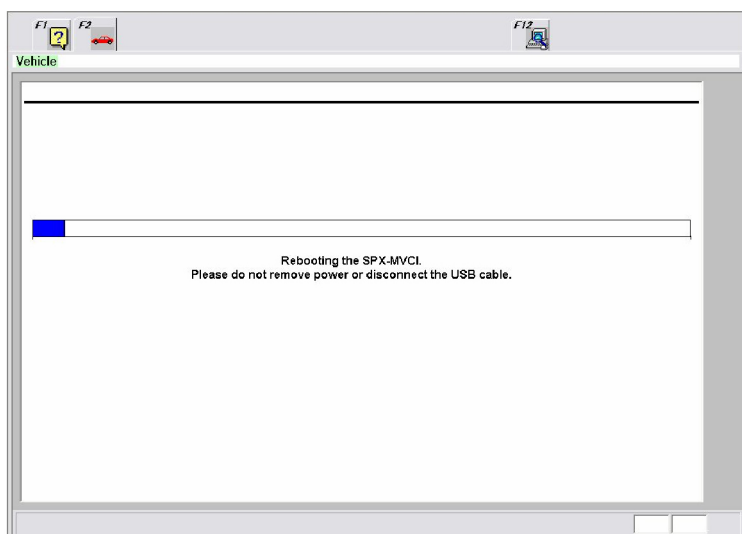 F1 F2 F12
?
Vehicle
Rebooting the SPX-MVCI.
Please do not remove power or disconnect the USB cable.